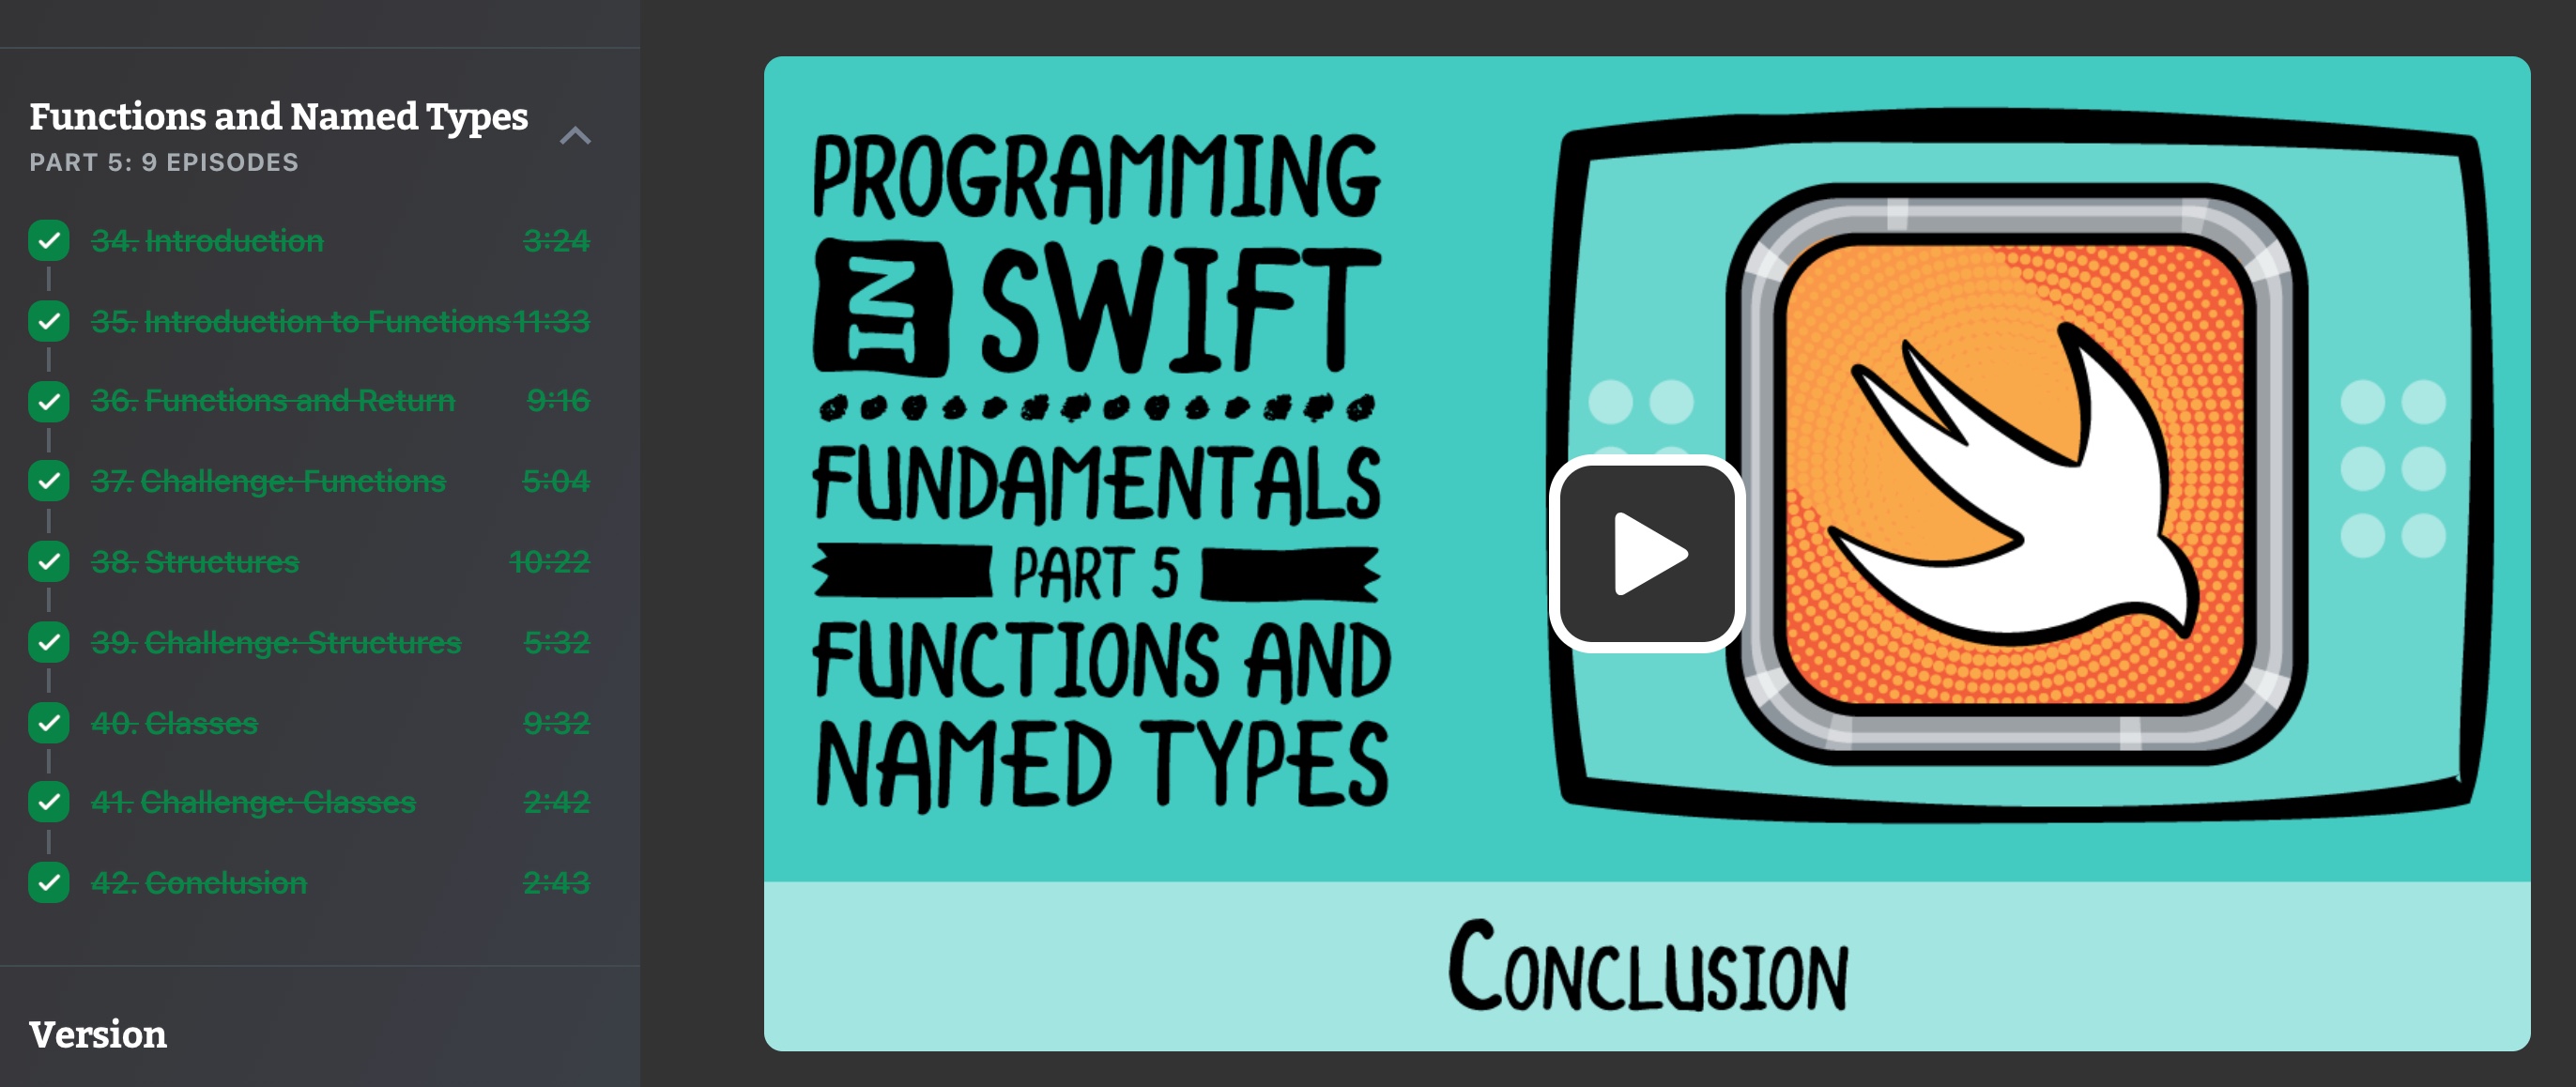 Functions and Named Types
PART 5: 9 EPISODES
34. Introduction 3:24
35. Introduction to Functions 11:33
36. Functions and Return 9:16
37. Challenge: Functions 5:04
38. Structures 10:22
39. Challenge: Structures 5:32
40. Classes 9:32
41. Challenge: Classes 2:42
42. Conclusion 2:43
Version
PROGRAMMING
IN SWIFT
FUNDAMENTALS
PART 5
FUNCTIONS AND
NAMED TYPES
CONCLUSION